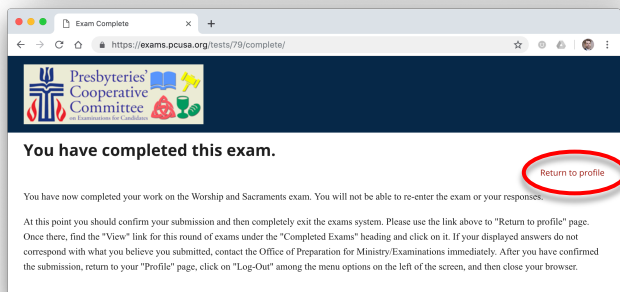 Exam Complete
https://exams.pcusa.org/tests/79/complete/
Presbyteries'
Cooperative
Committee
on Examinations for Candidates
You have completed this exam.
Return to profile
You have now completed your work on the Worship and Sacraments exam. You will not be able to re-enter the exam or your responses.
At this point you should confirm your submission and then completely exit the exams system. Please use the link above to "Return to profile" page.
Once there, find the "View" link for this round of exams under the "Completed Exams" heading and click on it. If your displayed answers do not
correspond with what you believe you submitted, contact the Office of Preparation for Ministry/Examinations immediately. After you have confirmed
the submission, return to your "Profile" page, click on "Log-Out" among the menu options on the left of the screen, and then close your browser.